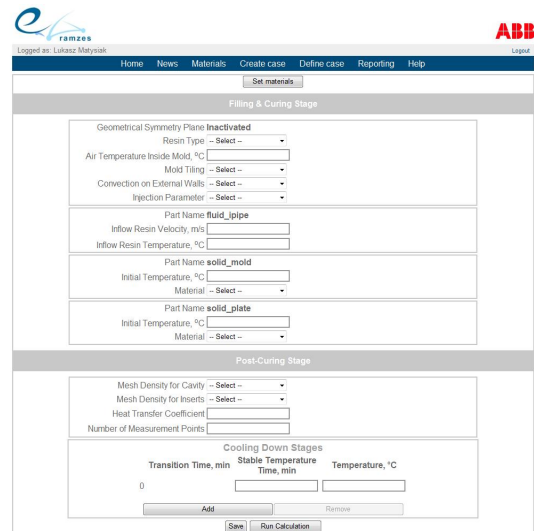 e
ramzes
ABB
Logged as: Lukasz Matysiak
Logout
Home News Materials Create case Define case Reporting Help
Set materials
Filling & Curing Stage
Geometrical Symmetry Plane Inactivated
Resin Type -- Select --
Air Temperature Inside Mold, ºC
Mold Tiling -- Select --
Convection on External Walls -- Select --
Injection Parameter -- Select --
Part Name fluid_ipipe
Inflow Resin Velocity, m/s
Inflow Resin Temperature, ºC
Part Name solid_mold
Initial Temperature, ºC
Material -- Select --
Part Name solid_plate
Initial Temperature, ºC
Material -- Select --
Post-Curing Stage
Mesh Density for Cavity -- Select --
Mesh Density for Inserts -- Select --
Heat Transfer Coefficient
Number of Measurement Points
Cooling Down Stages
Transition Time, min Stable Temperature Time, min Temperature, °C
0
Add Remove
Save Run Calculation